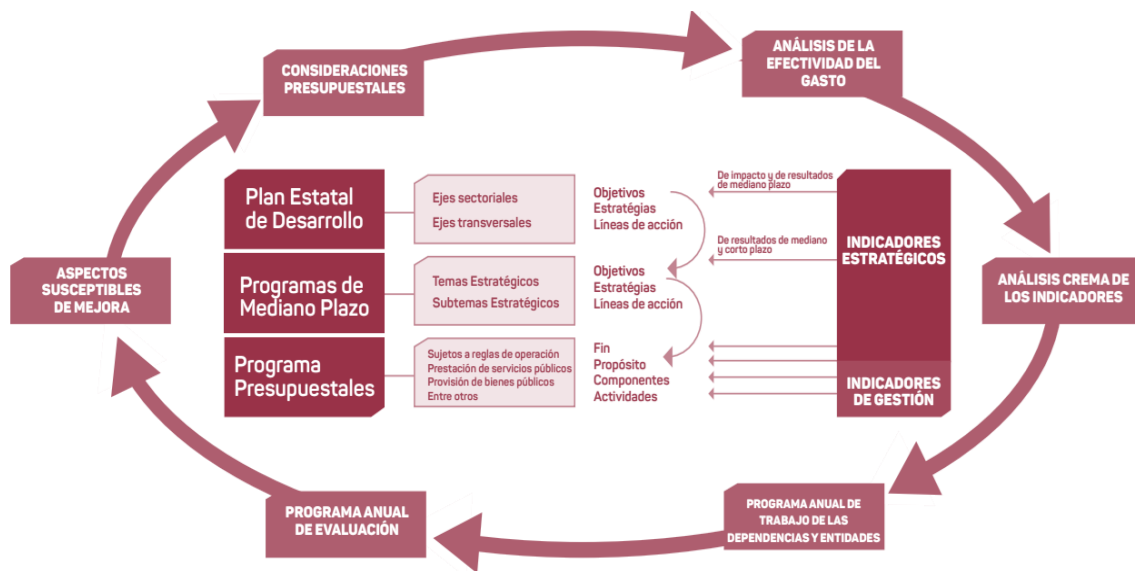 CONSIDERACIONES
PRESUPUESTALES
ANÁLISIS DE LA
EFECTIVIDAD DEL
GASTO
ANÁLISIS CREMA DE
LOS INDICADORES
PROGRAMA ANUAL DE
TRABAJO DE LAS
DEPENDENCIAS Y ENTIDADES
PROGRAMA ANUAL
DE EVALUACIÓN
ASPECTOS
SUSCEPTIBLES
DE MEJORA
Plan Estatal
de Desarrollo
Ejes sectoriales
Ejes transversales
Objetivos
Estratégias
Líneas de acción
De impacto y de resultados
de mediano plazo
Programas de
Mediano Plazo
Temas Estratégicos
Subtemas Estratégicos
Objetivos
Estratégias
Líneas de acción
De resultados de mediano
y corto plazo
Programa
Presupuestales
Sujetos a reglas de operación
Prestación de servicios públicos
Provisión de bienes públicos
Entre otros
Fin
Propósito
Componentes
Actividades
INDICADORES
ESTRATÉGICOS
INDICADORES
DE GESTIÓN